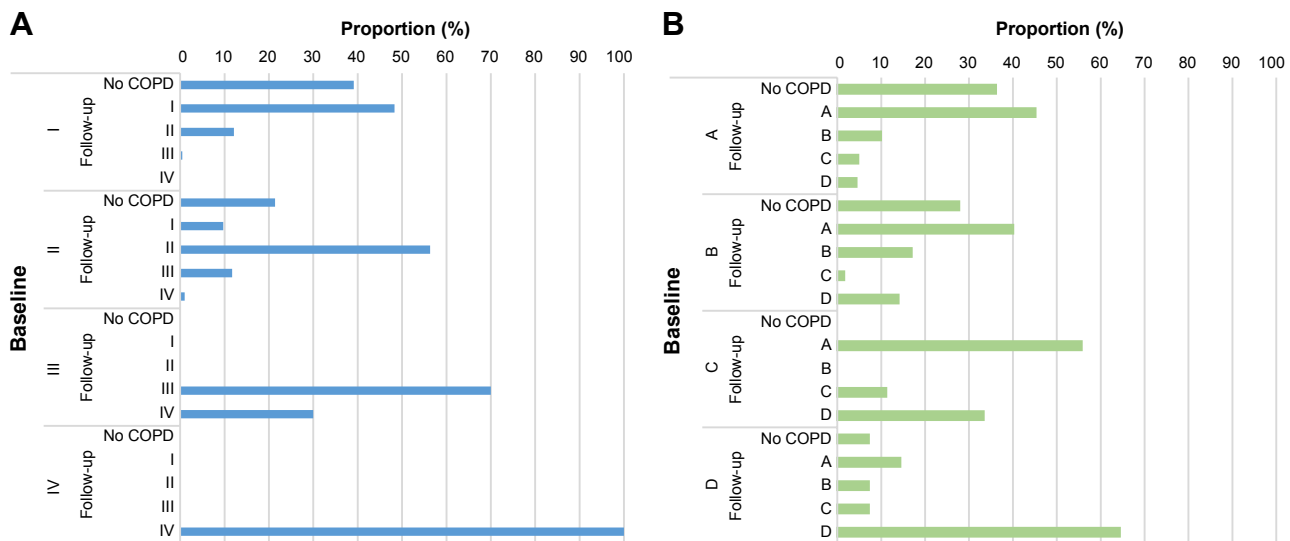 A
Proportion (%)
0 10 20 30 40 50 60 70 80 90 100
Baseline
I
Follow-up
No COPD
I
II
III
IV
II
Follow-up
No COPD
I
II
III
IV
III
Follow-up
No COPD
I
II
III
IV
IV
Follow-up
No COPD
I
II
III
IV
B
Proportion (%)
0 10 20 30 40 50 60 70 80 90 100
Baseline
A
Follow-up
No COPD
A
B
C
D
B
Follow-up
No COPD
A
B
C
D
C
Follow-up
No COPD
A
B
C
D
D
Follow-up
No COPD
A
B
C
D